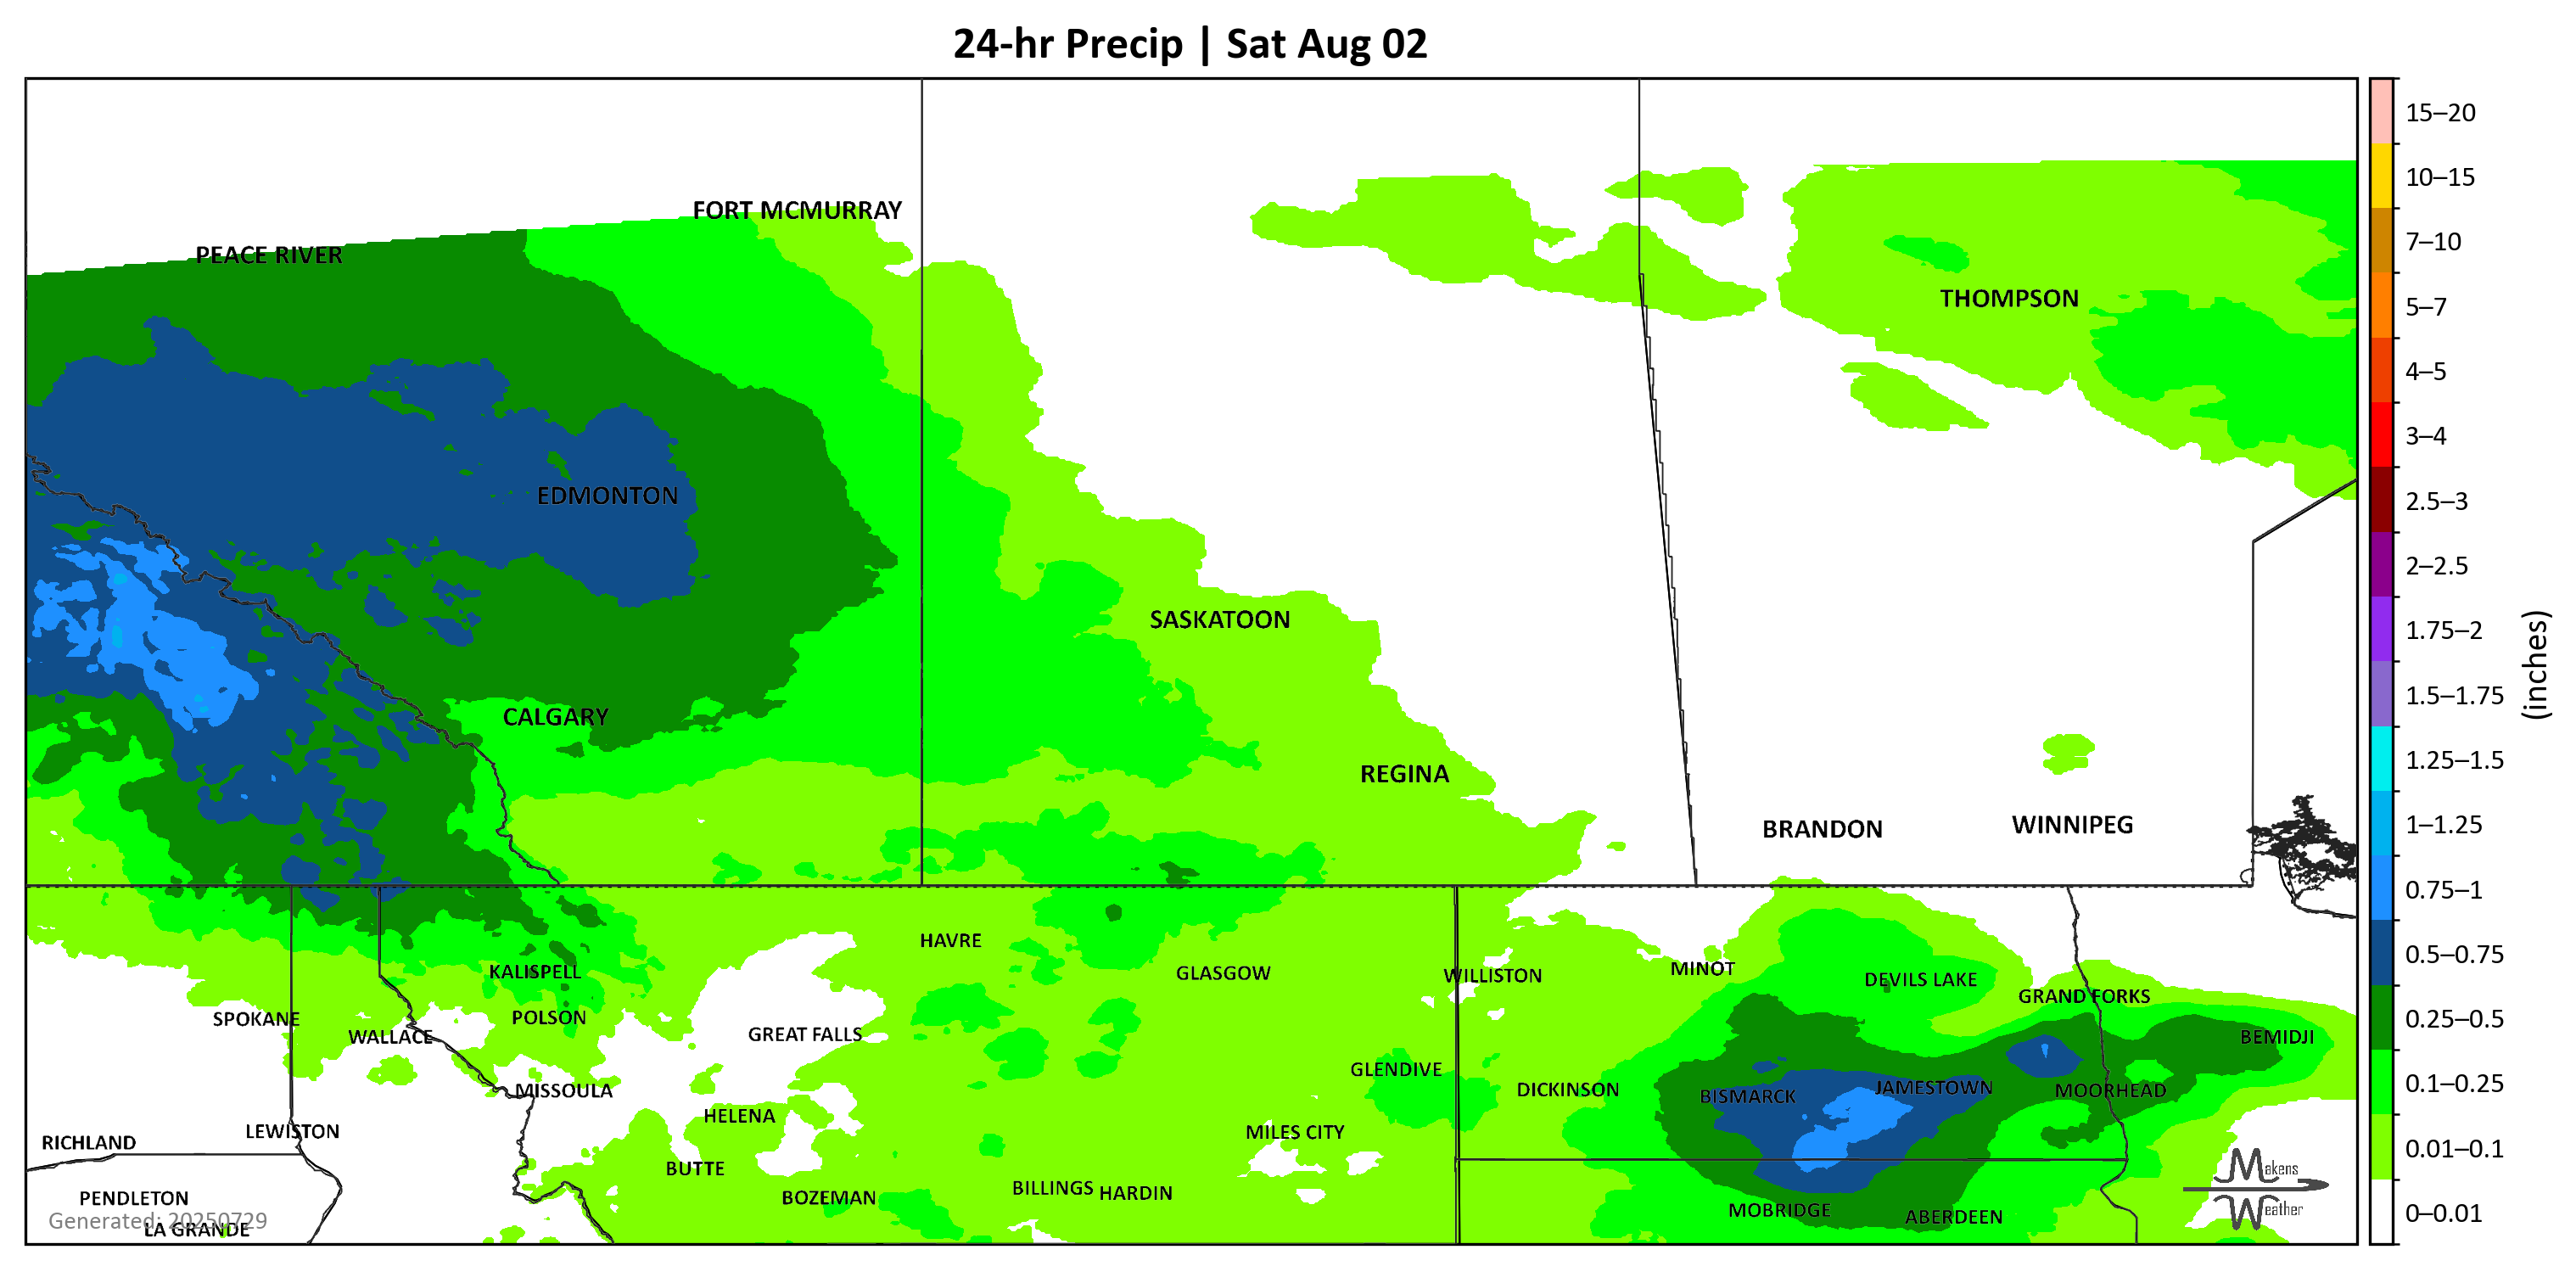 24-hr Precip | Sat Aug 02
FORT MCMURRAY
PEACE RIVER
THOMPSON
EDMONTON
SASKATOON
CALGARY
REGINA
BRANDON
WINNIPEG
HAVRE
KALISPELL
GLASGOW
WILLISTON
MINOT
DEVILS LAKE
GRAND FORKS
SPOKANE
POLSON
WALLACE
GREAT FALLS
BEMIDJI
GLENDIVE
MISSOULA
DICKINSON
BISMARCK
JAMESTOWN
MOORHEAD
HELENA
RICHLAND
LEWISTON
MILES CITY
BUTTE
PENDLETON
BOZEMAN
BILLINGS
HARDIN
MOBRIDGE
ABERDEEN
Generated: 20250729
LA GRANDE
Makens
Weather
15–20
10–15
7–10
5–7
4–5
3–4
2.5–3
2–2.5
1.75–2
1.5–1.75
1.25–1.5
1–1.25
0.75–1
0.5–0.75
0.25–0.5
0.1–0.25
0.01–0.1
0–0.01
(inches)